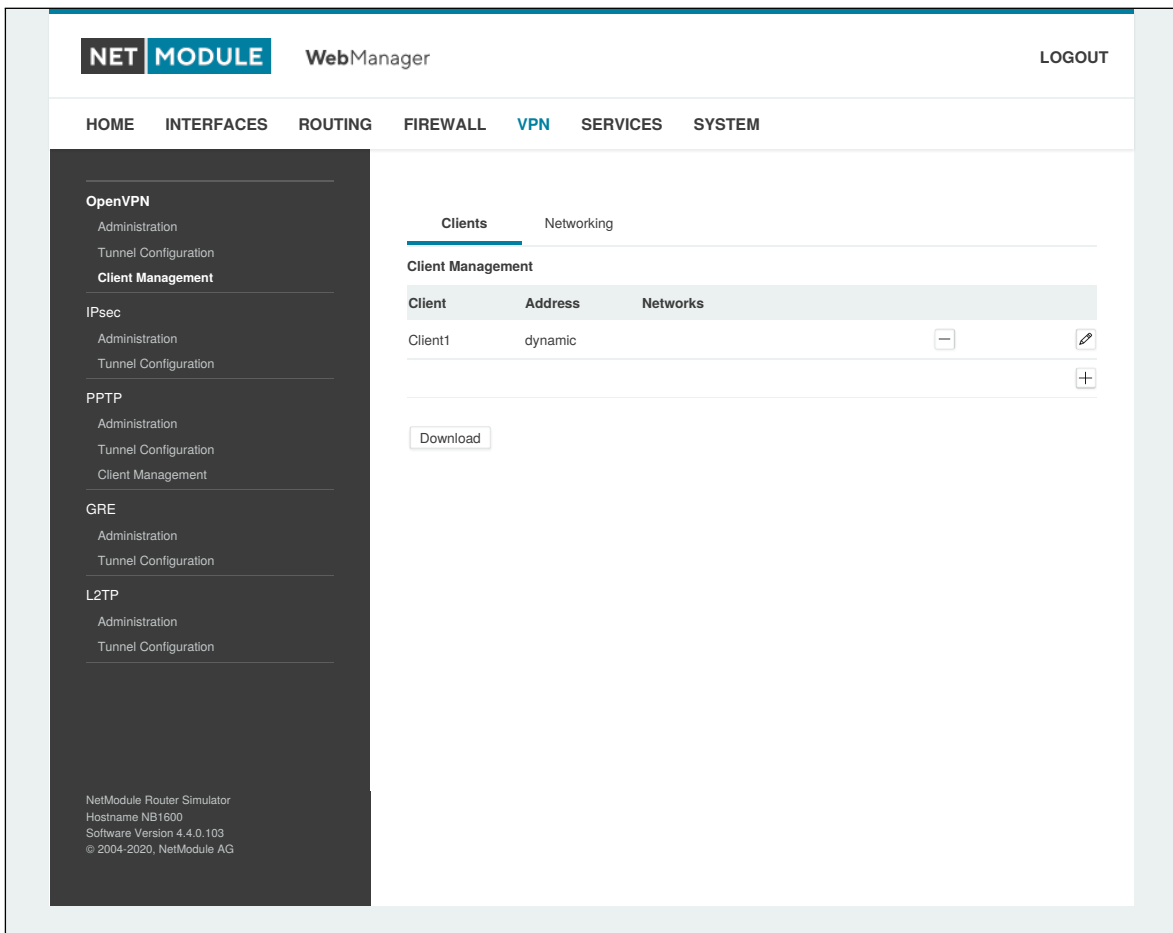 NET MODULE WebManager LOGOUT
HOME INTERFACES ROUTING FIREWALL VPN SERVICES SYSTEM
OpenVPN
Administration
Tunnel Configuration
Client Management
IPsec
Administration
Tunnel Configuration
PPTP
Administration
Tunnel Configuration
Client Management
GRE
Administration
Tunnel Configuration
L2TP
Administration
Tunnel Configuration
NetModule Router Simulator
Hostname NB1600
Software Version 4.4.0.103
© 2004-2020, NetModule AG
Clients Networking
Client Management
Client Address Networks
Client1 dynamic
Download